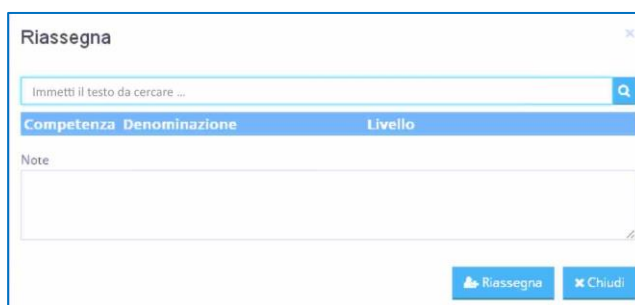 Riassegna
Immetti il testo da cercare ...
Competenza Denominazione Livello
Note
Riassegna Chiudi